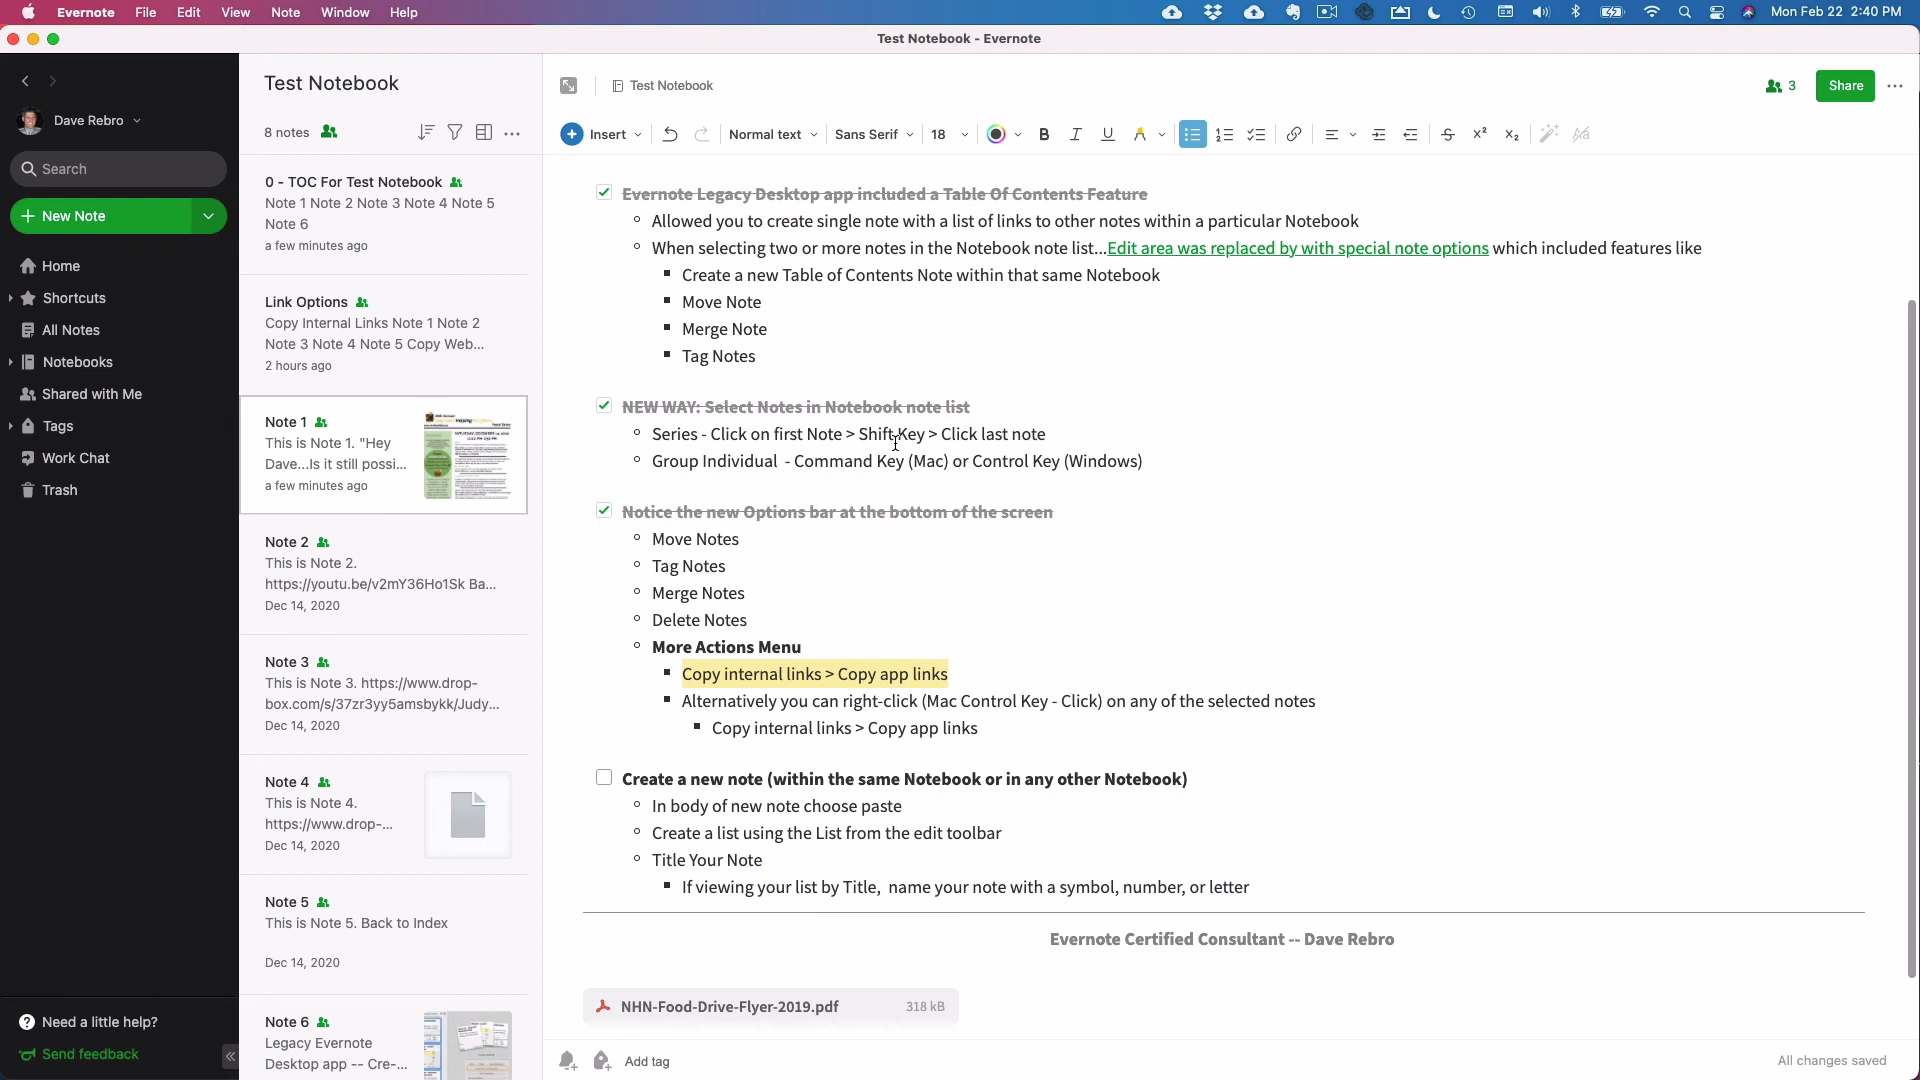 Evernote File Edit View Note Window Help
Mon Feb 22 2:40 PM
Test Notebook - Evernote
Dave Rebro
Search
New Note
Home
Shortcuts
All Notes
Notebooks
Shared with Me
Tags
Work Chat
Trash
Need a little help?
Send feedback
Test Notebook
8 notes
0 - TOC For Test Notebook
Note 1 Note 2 Note 3 Note 4 Note 5
Note 6
a few minutes ago
Link Options
Copy Internal Links Note 1 Note 2
Note 3 Note 4 Note 5 Copy Web...
2 hours ago
Note 1
This is Note 1. "Hey
Dave...Is it still possi...
a few minutes ago
Note 2
This is Note 2.
https://youtu.be/v2mY36Ho1Sk Ba...
Dec 14, 2020
Note 3
This is Note 3. https://www.drop-
box.com/s/37zr3yy5amsbykk/Judy...
Dec 14, 2020
Note 4
This is Note 4.
https://www.drop-...
Dec 14, 2020
Note 5
This is Note 5. Back to Index
Dec 14, 2020
Note 6
Legacy Evernote
Desktop app -- Cre-...
Test Notebook
3 Share
Insert Normal text Sans Serif 18
Evernote Legacy Desktop app included a Table Of Contents Feature
Allowed you to create single note with a list of links to other notes within a particular Notebook
When selecting two or more notes in the Notebook note list...Edit area was replaced by with special note options which included features like
Create a new Table of Contents Note within that same Notebook
Move Note
Merge Note
Tag Notes
NEW WAY: Select Notes in Notebook note list
Series - Click on first Note > Shift Key > Click last note
Group Individual - Command Key (Mac) or Control Key (Windows)
Notice the new Options bar at the bottom of the screen
Move Notes
Tag Notes
Merge Notes
Delete Notes
More Actions Menu
Copy internal links > Copy app links
Alternatively you can right-click (Mac Control Key - Click) on any of the selected notes
Copy internal links > Copy app links
Create a new note (within the same Notebook or in any other Notebook)
In body of new note choose paste
Create a list using the List from the edit toolbar
Title Your Note
If viewing your list by Title, name your note with a symbol, number, or letter
Evernote Certified Consultant -- Dave Rebro
NHN-Food-Drive-Flyer-2019.pdf 318 kB
Add tag
All changes saved